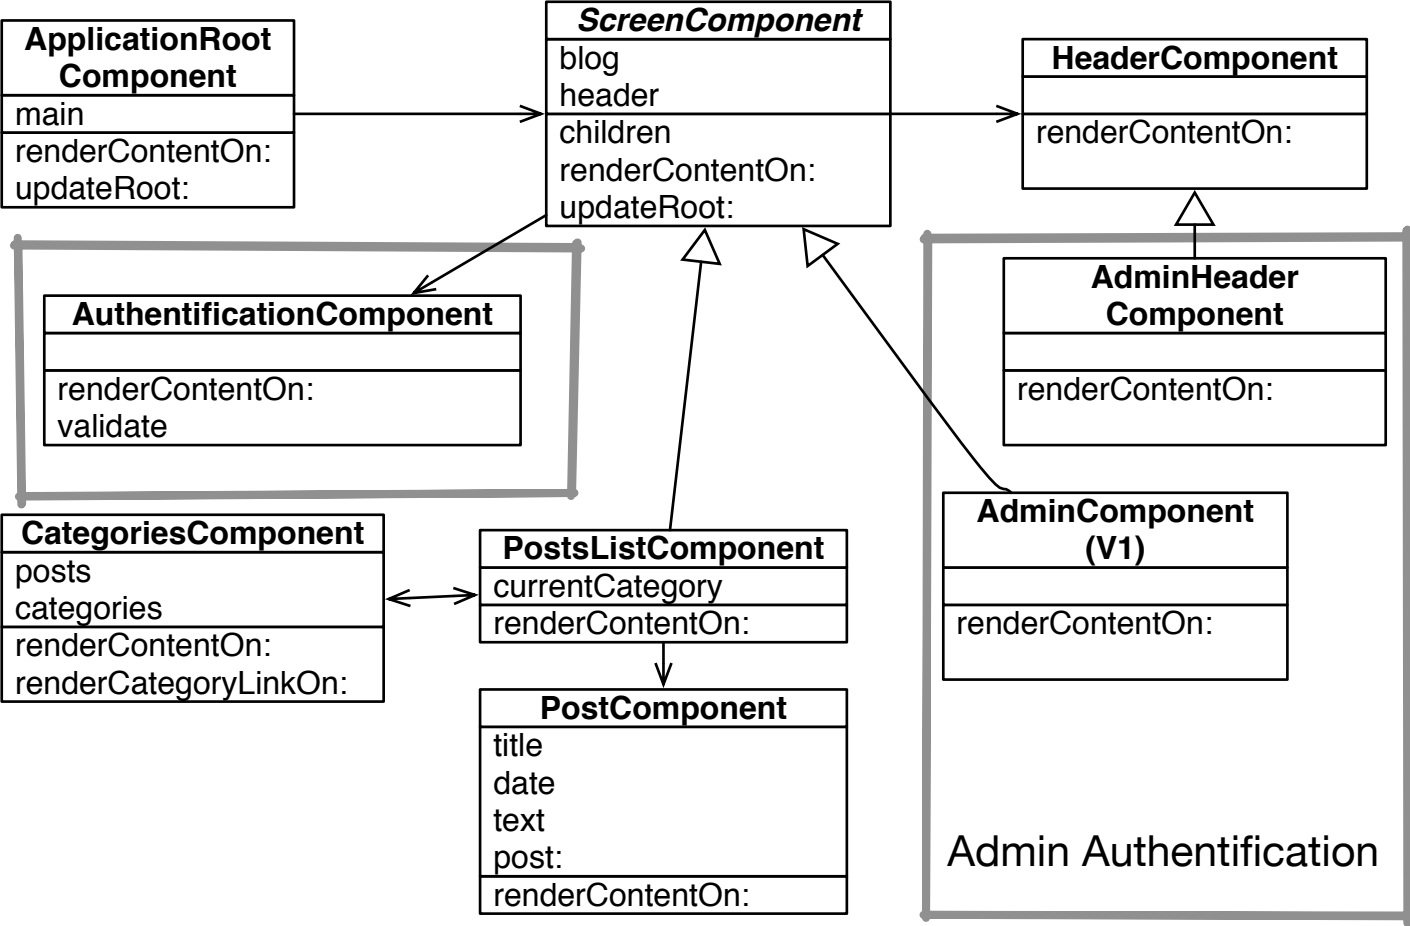 ApplicationRoot
Component
main
renderContentOn:
updateRoot:
ScreenComponent
blog
header
children
renderContentOn:
updateRoot:
HeaderComponent
renderContentOn:
AuthentificationComponent
renderContentOn:
validate
AdminHeader
Component
renderContentOn:
CategoriesComponent
posts
categories
renderContentOn:
renderCategoryLinkOn:
PostsListComponent
currentCategory
renderContentOn:
AdminComponent
(V1)
renderContentOn:
PostComponent
title
date
text
post:
renderContentOn:
Admin Authentification